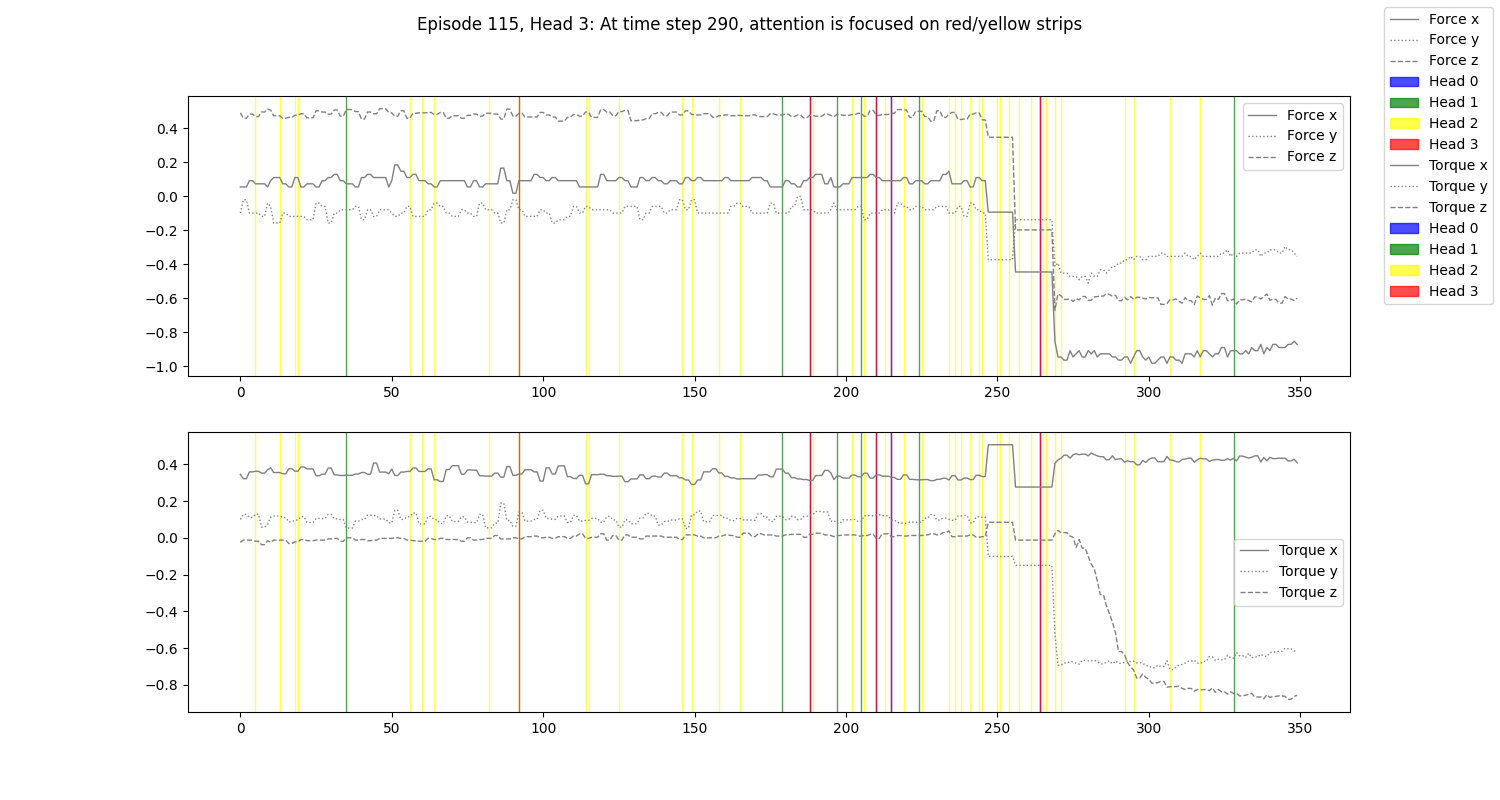 Episode 115, Head 3: At time step 290, attention is focused on red/yellow strips
Force x
Force y
Force z
Head 0
Head 1
Head 2
Head 3
Torque x
Torque y
Torque z
Head 0
Head 1
Head 2
Head 3
Force x
Force y
Force z
0.4
0.2
0.0
−0.2
−0.4
−0.6
−0.8
−1.0
0 50 100 150 200 250 300 350
0.4
0.2
0.0
−0.2
−0.4
−0.6
−0.8
Torque x
Torque y
Torque z
0 50 100 150 200 250 300 350